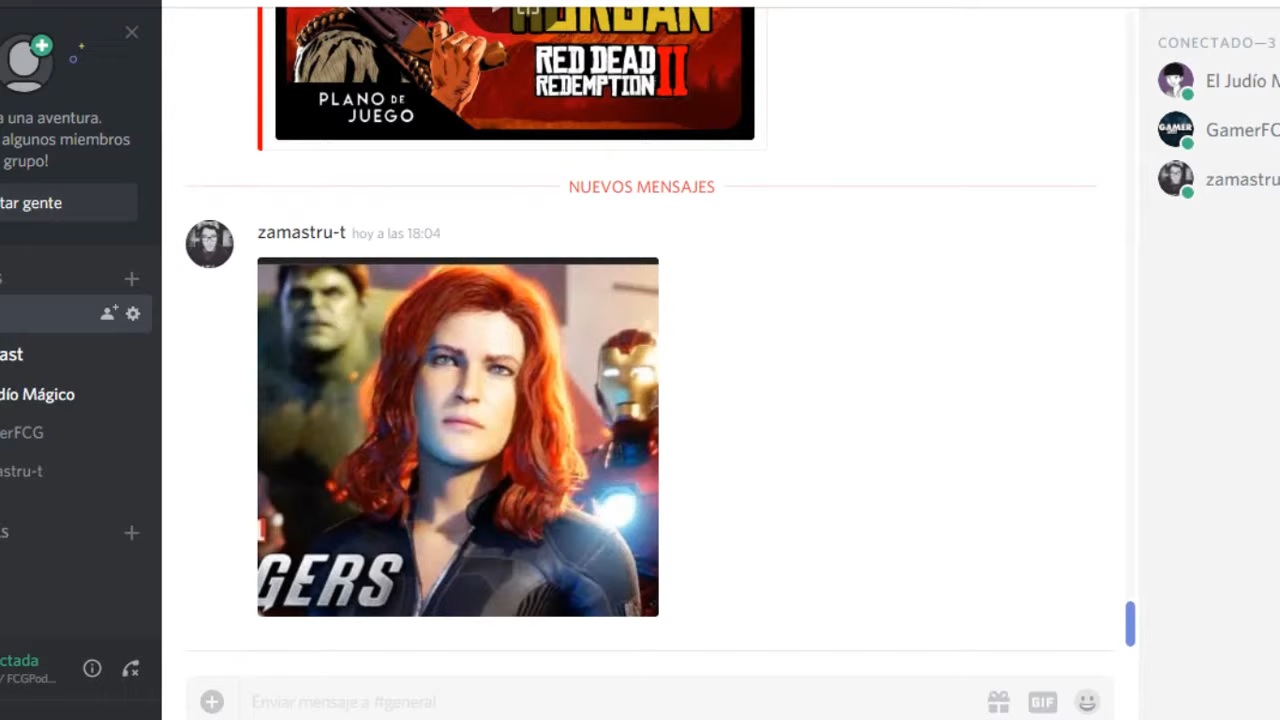 a una aventura.
algunos miembros
grupo!
tar gente
s
ast
dío Mágico
erFCG
astru-t
S
ctada
/ FCGPod...
MORGAN
RED DEAD
REDEMPTION II
PLANO DE
JUEGO
NUEVOS MENSAJES
zamastru-t hoy a las 18:04
GERS
Enviar mensaje a #general
GIF
CONECTADO—3
El Judío M
GamerFC
zamastru
GAMER